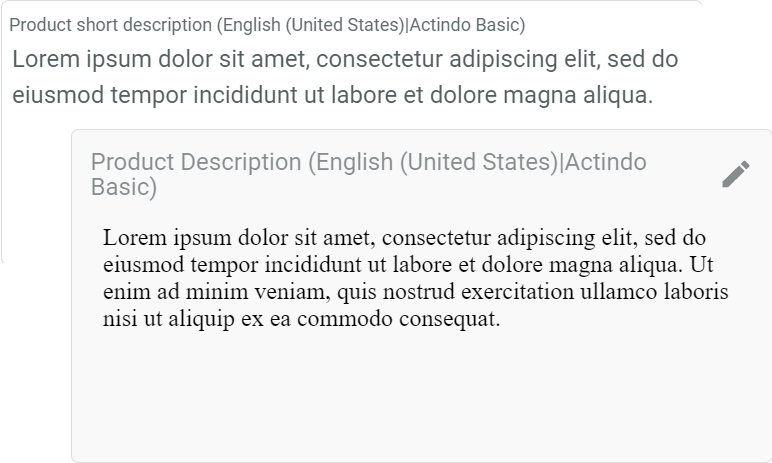 Product short description (English (United States)|Actindo Basic)
Lorem ipsum dolor sit amet, consectetur adipiscing elit, sed do
eiusmod tempor incididunt ut labore et dolore magna aliqua.
Product Description (English (United States)|Actindo
Basic)
Lorem ipsum dolor sit amet, consectetur adipiscing elit, sed do
eiusmod tempor incididunt ut labore et dolore magna aliqua. Ut
enim ad minim veniam, quis nostrud exercitation ullamco laboris
nisi ut aliquip ex ea commodo consequat.